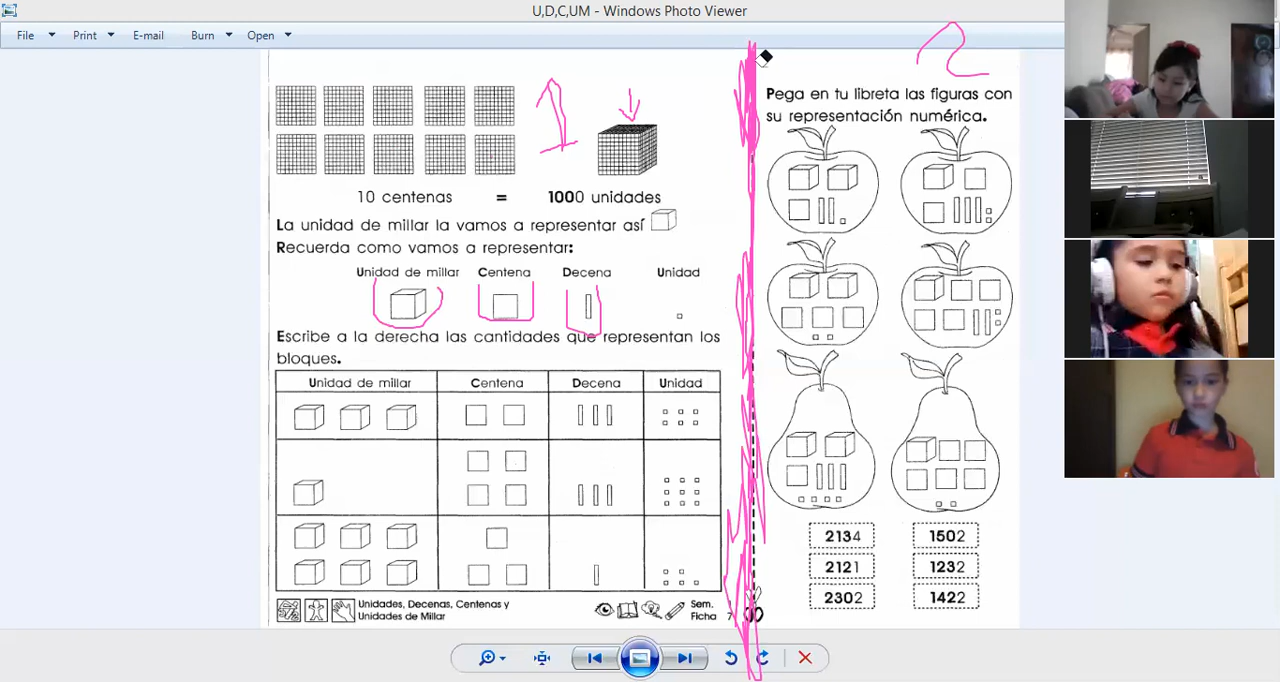 U,D,C,UM - Windows Photo Viewer
File Print E-mail Burn Open
1
2
10 centenas = 1000 unidades
La unidad de millar la vamos a representar así
Recuerda como vamos a representar:
Unidad de millar Centena Decena Unidad
Escribe a la derecha las cantidades que representan los
bloques.
Unidad de millar Centena Decena Unidad
Unidades, Decenas, Centenas y
Unidades de Millar
Sem.
Ficha 7
Pega en tu libreta las figuras con
su representación numérica.
2134 1502
2121 1232
2302 1422